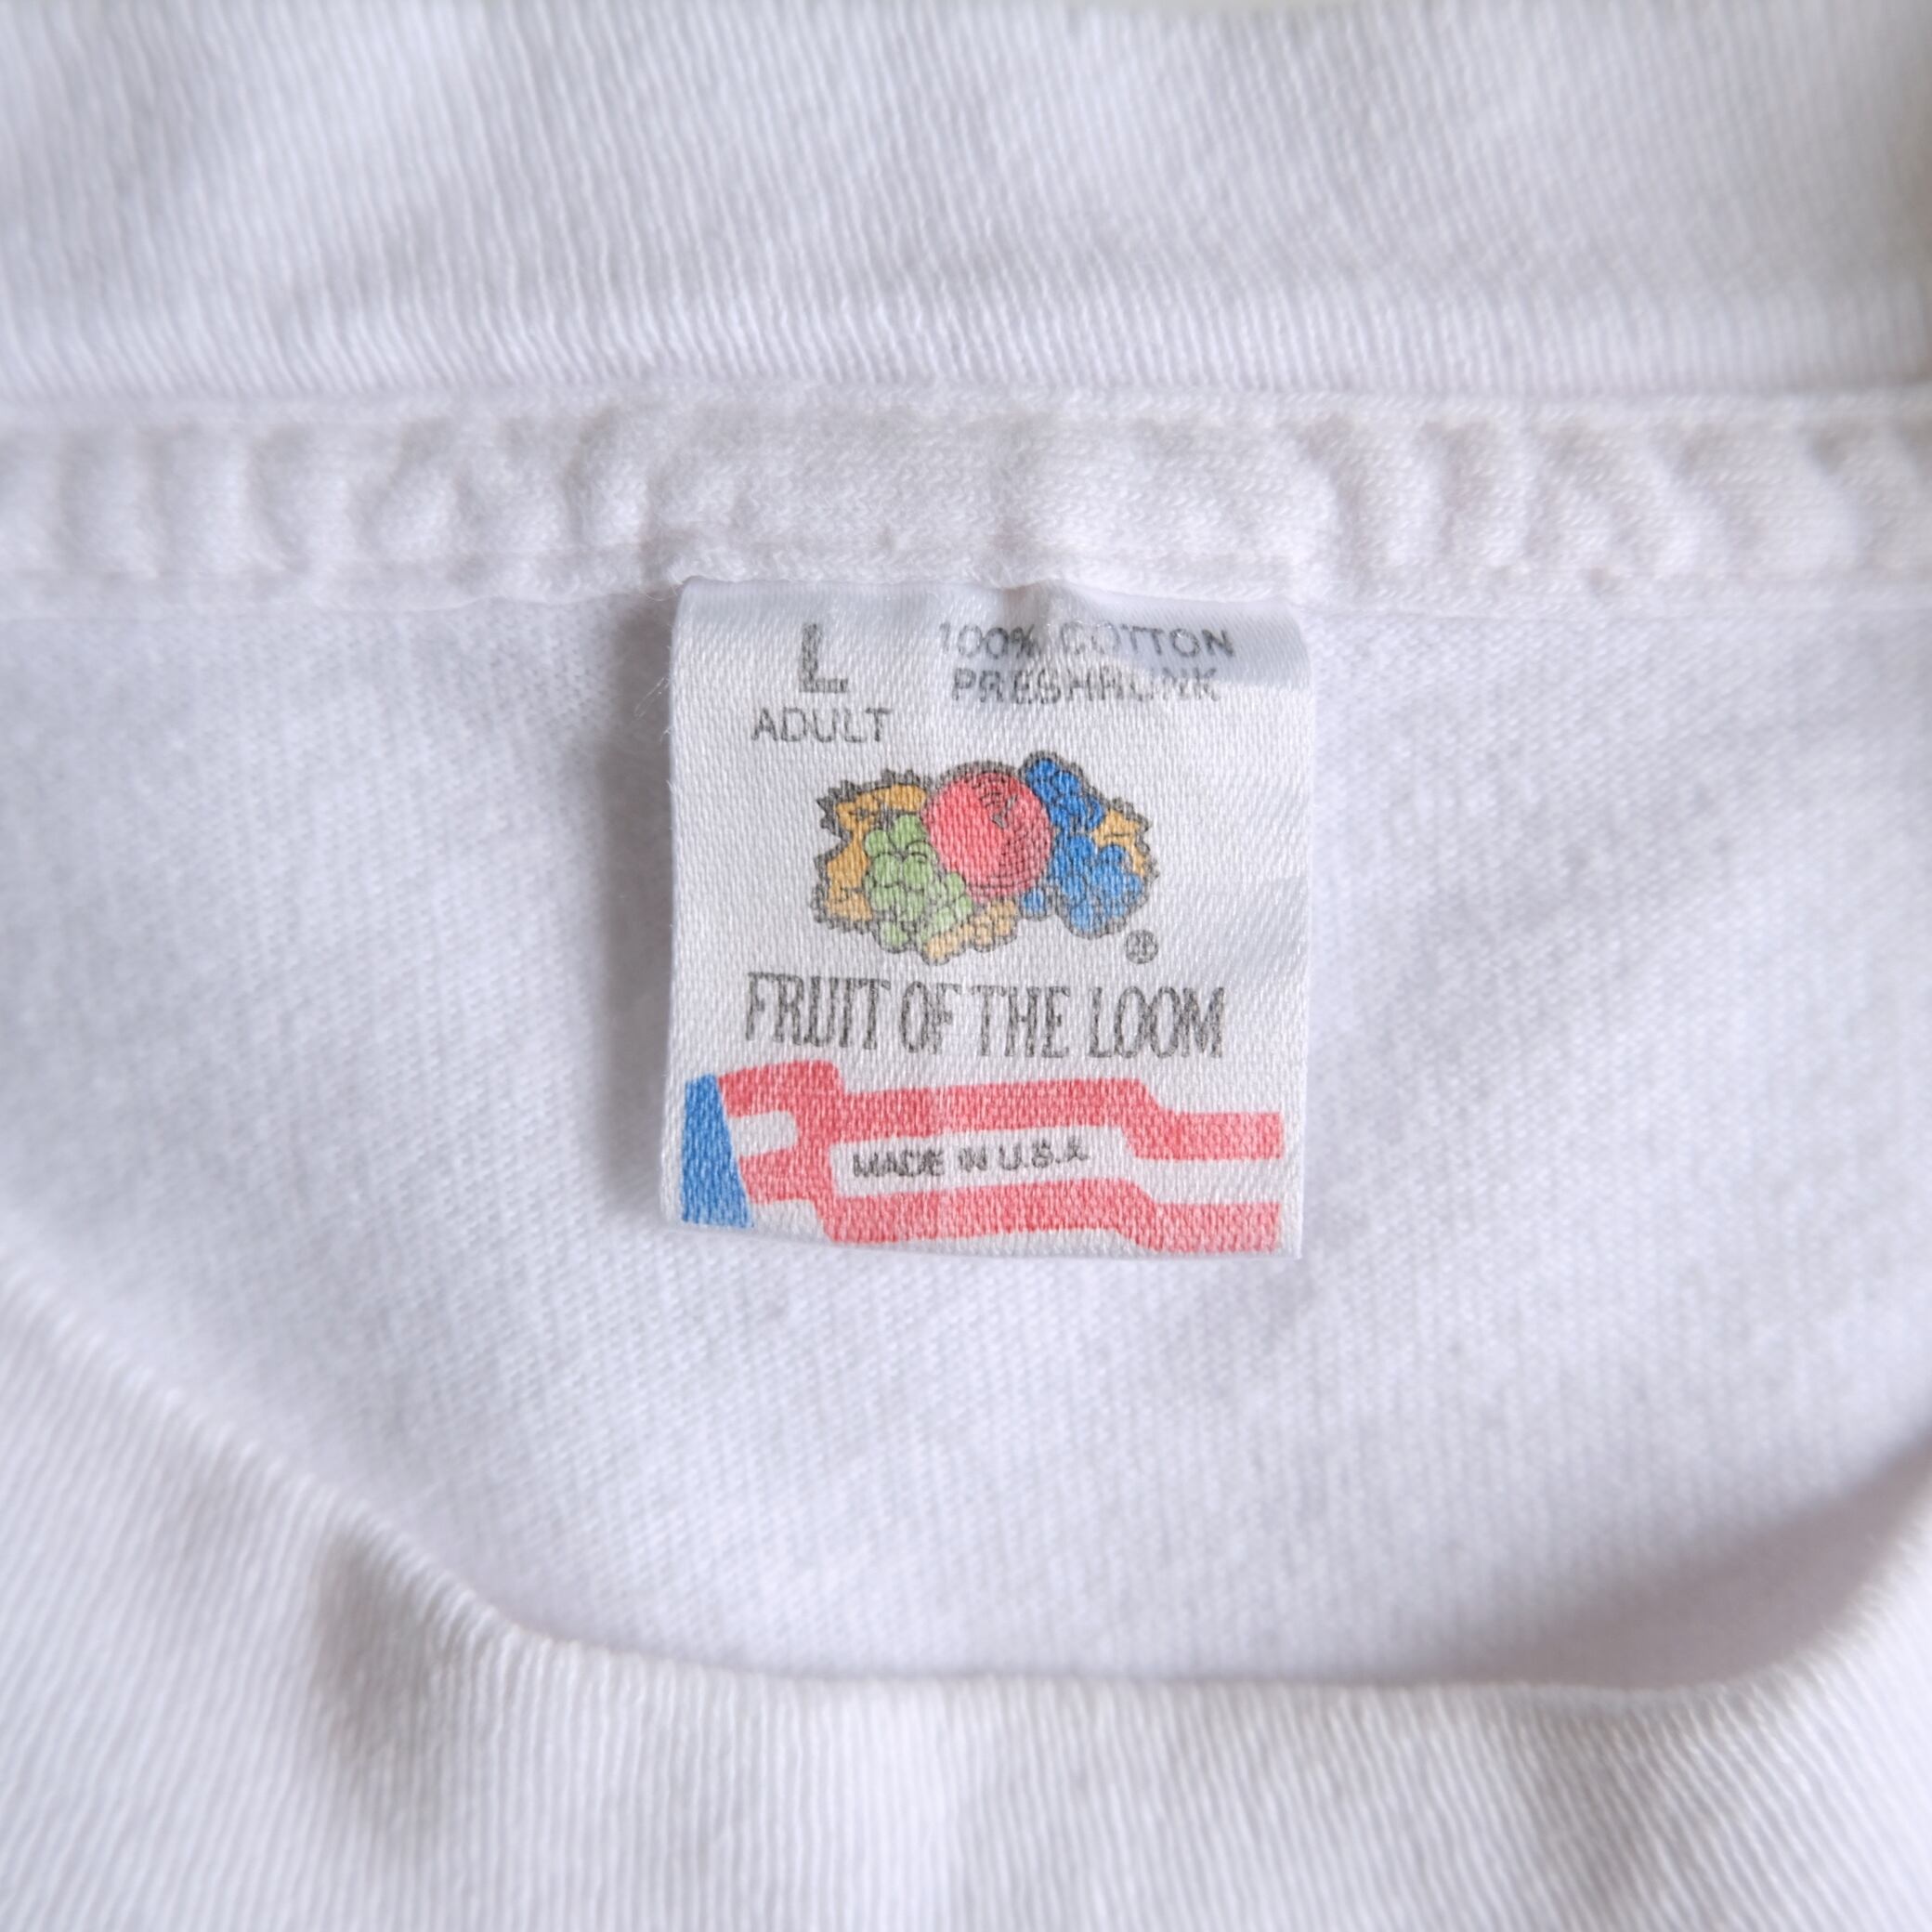 L
ADULT
100% COTTON
PRESHRUNK
®
FRUIT OF THE LOOM
MADE IN U.S.A.